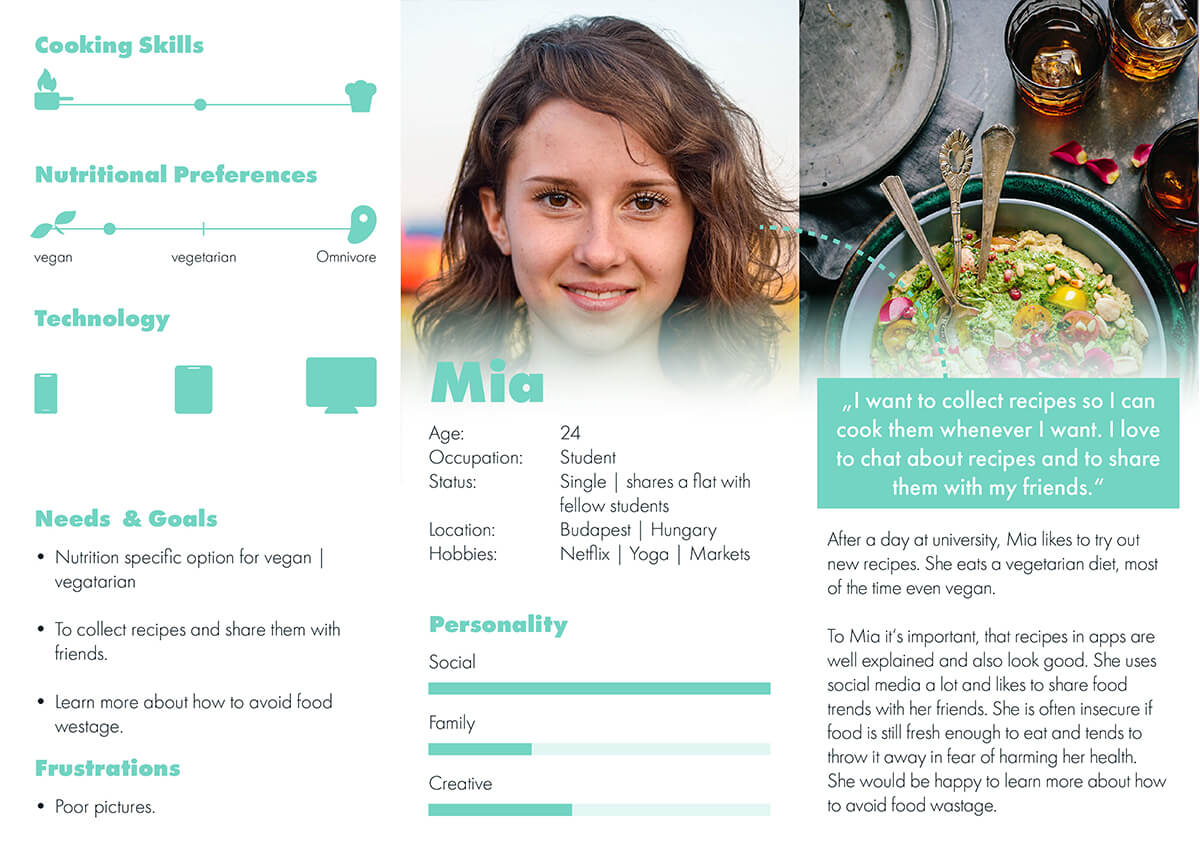 Cooking Skills
Nutritional Preferences
vegan vegetarian Omnivore
Technology
Needs & Goals
• Nutrition specific option for vegan |
vegatarian
• To collect recipes and share them with
friends.
• Learn more about how to avoid food
westage.
Frustrations
• Poor pictures.
Mia
Age: 24
Occupation: Student
Status: Single | shares a flat with
fellow students
Location: Budapest | Hungary
Hobbies: Netflix | Yoga | Markets
Personality
Social
Family
Creative
„I want to collect recipes so I can
cook them whenever I want. I love
to chat about recipes and to share
them with my friends.“
After a day at university, Mia likes to try out
new recipes. She eats a vegetarian diet, most
of the time even vegan.
To Mia it’s important, that recipes in apps are
well explained and also look good. She uses
social media a lot and likes to share food
trends with her friends. She is often insecure if
food is still fresh enough to eat and tends to
throw it away in fear of harming her health.
She would be happy to learn more about how
to avoid food wastage.